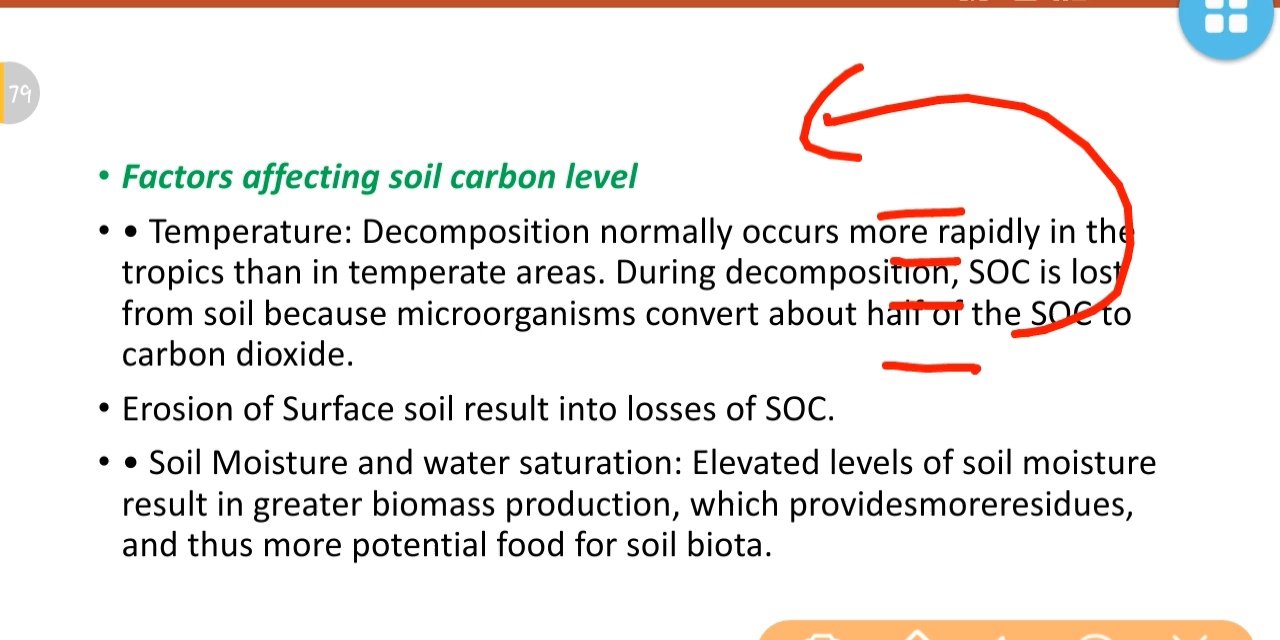 79
• Factors affecting soil carbon level
• • Temperature: Decomposition normally occurs more rapidly in the
tropics than in temperate areas. During decomposition, SOC is lost
from soil because microorganisms convert about half of the SOC to
carbon dioxide.
• Erosion of Surface soil result into losses of SOC.
• • Soil Moisture and water saturation: Elevated levels of soil moisture
result in greater biomass production, which providesmoreresidues,
and thus more potential food for soil biota.